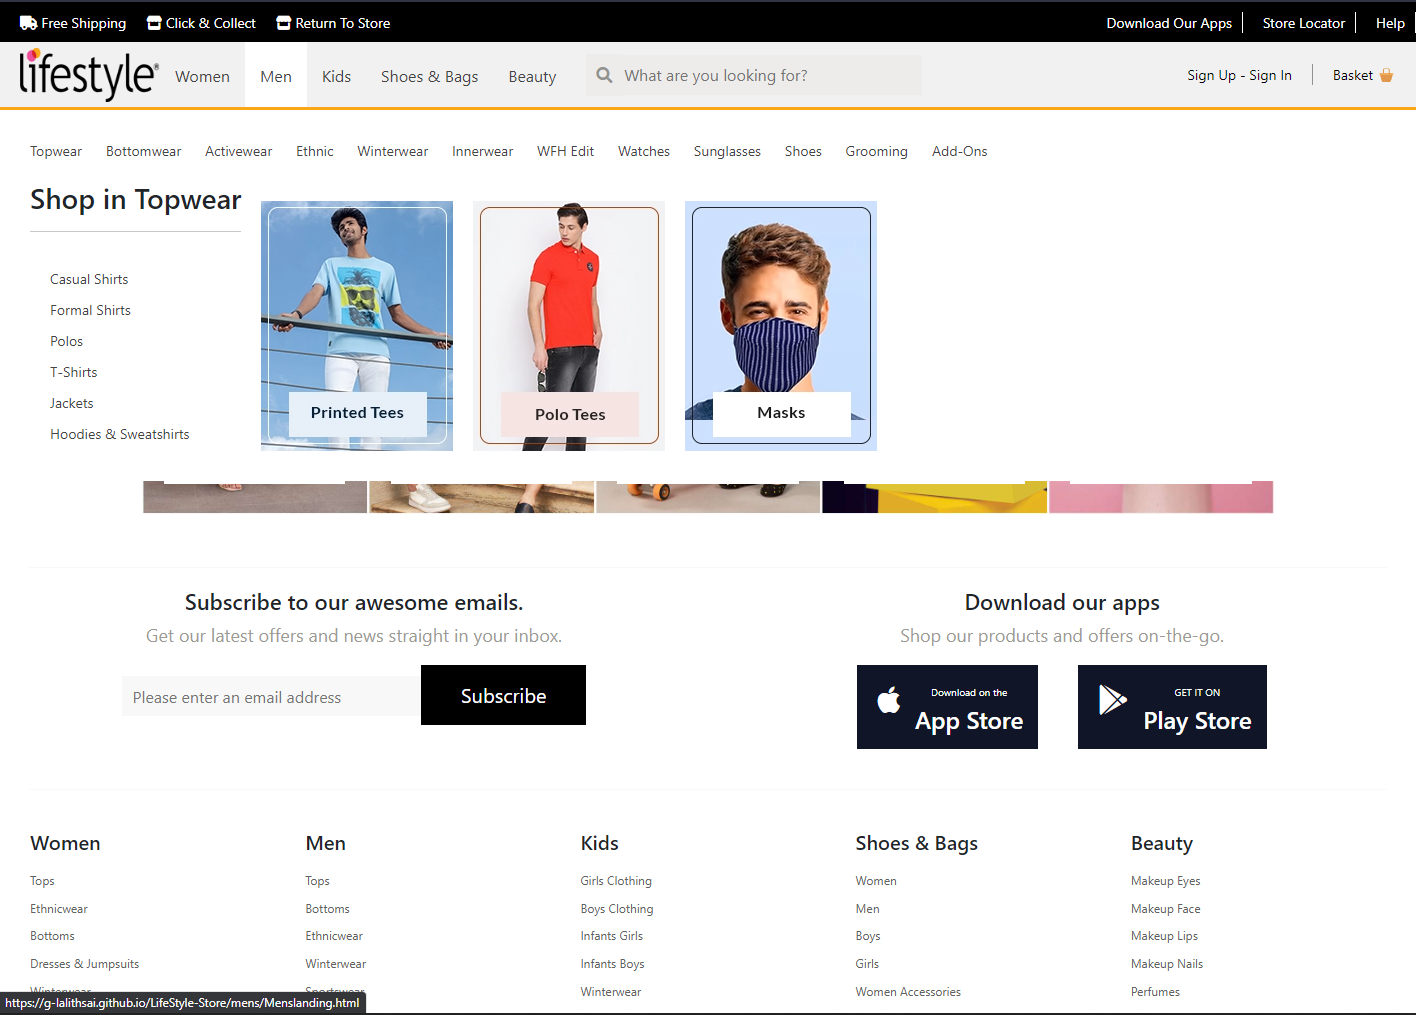 Free Shipping Click & Collect Return To Store Download Our Apps Store Locator Help
lifestyle® Women Men Kids Shoes & Bags Beauty What are you looking for? Sign Up - Sign In Basket
Topwear Bottomwear Activewear Ethnic Winterwear Innerwear WFH Edit Watches Sunglasses Shoes Grooming Add-Ons
Shop in Topwear
Casual Shirts
Formal Shirts
Polos
T-Shirts
Jackets
Hoodies & Sweatshirts
Printed Tees Polo Tees Masks
Subscribe to our awesome emails.
Get our latest offers and news straight in your inbox.
Please enter an email address Subscribe
Download our apps
Shop our products and offers on-the-go.
Download on the
App Store
GET IT ON
Play Store
Women Men Kids Shoes & Bags Beauty
Tops Tops Girls Clothing Women Makeup Eyes
Ethnicwear Bottoms Boys Clothing Men Makeup Face
Bottoms Ethnicwear Infants Girls Boys Makeup Lips
Dresses & Jumpsuits Winterwear Infants Boys Girls Makeup Nails
Winterwear Sportswear Winterwear Women Accessories Perfumes
https://g-lalithsai.github.io/LifeStyle-Store/mens/Menslanding.html